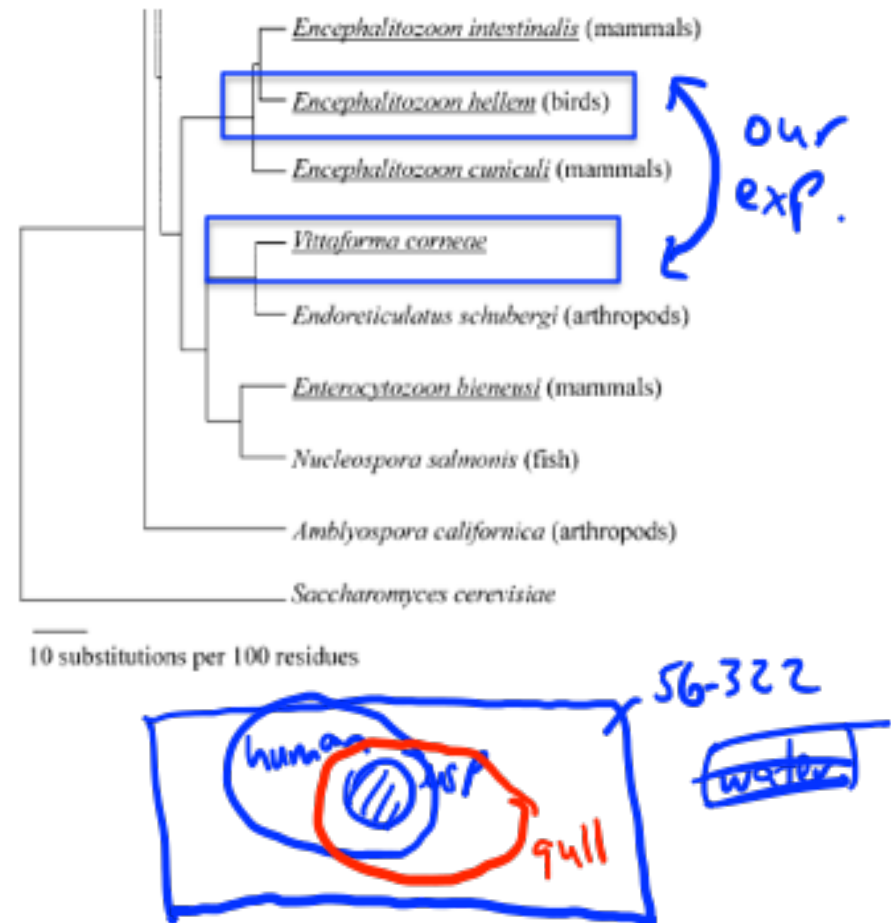 Encephalitozoon intestinalis (mammals)
Encephalitozoon hellem (birds)
our
exp.
Encephalitozoon cuniculi (mammals)
Vittaforma corneae
Endoreticulatus schubergi (arthropods)
Enterocytozoon bieneusi (mammals)
Nucleospora salmonis (fish)
Amblyospora californica (arthropods)
Saccharomyces cerevisiae
10 substitutions per 100 residues
56-322
human
water
gull